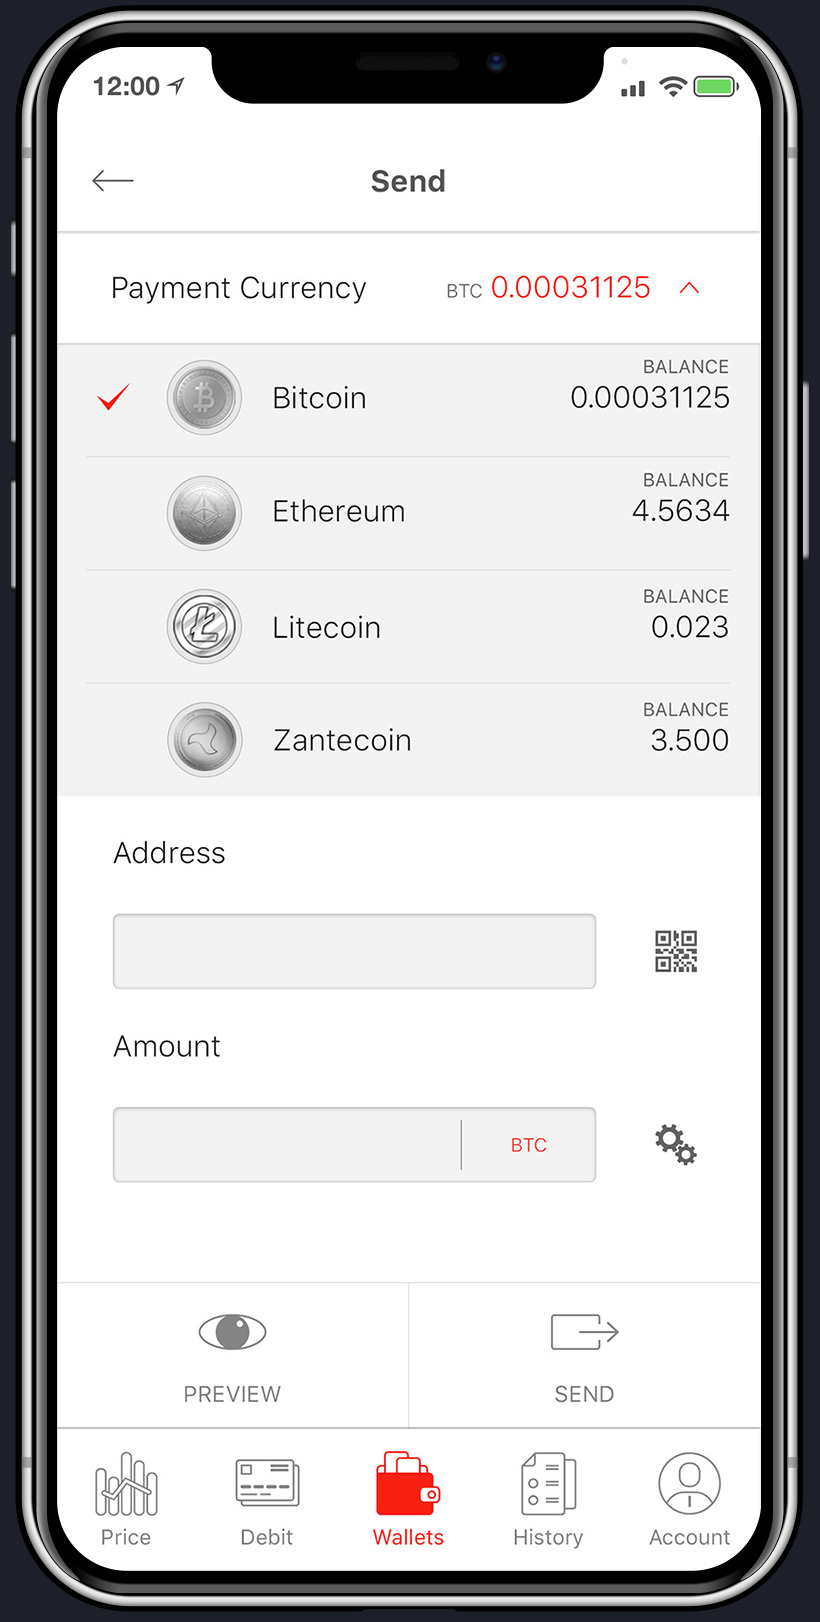 12:00
Send
Payment Currency BTC 0.00031125
BALANCE
Bitcoin 0.00031125
BALANCE
Ethereum 4.5634
BALANCE
Litecoin 0.023
BALANCE
Zantecoin 3.500
Address
Amount
BTC
PREVIEW SEND
Price Debit Wallets History Account